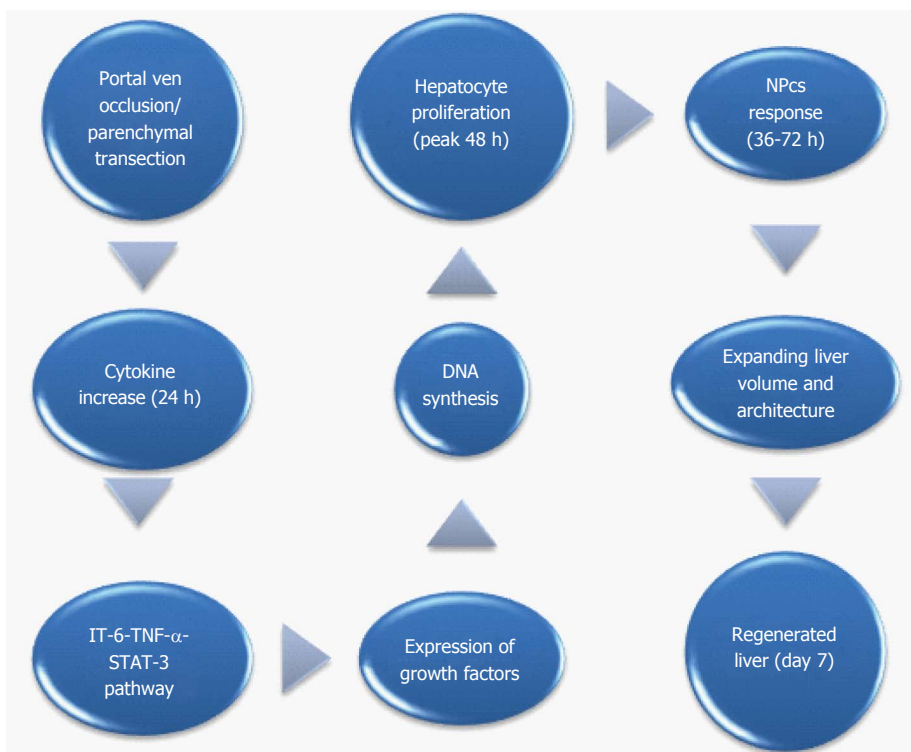 Portal ven
occlusion/
parenchymal
transection
Cytokine
increase (24 h)
IT-6-TNF-α-
STAT-3
pathway
Expression of
growth factors
DNA
synthesis
Hepatocyte
proliferation
(peak 48 h)
NPcs
response
(36-72 h)
Expanding liver
volume and
architecture
Regenerated
liver (day 7)